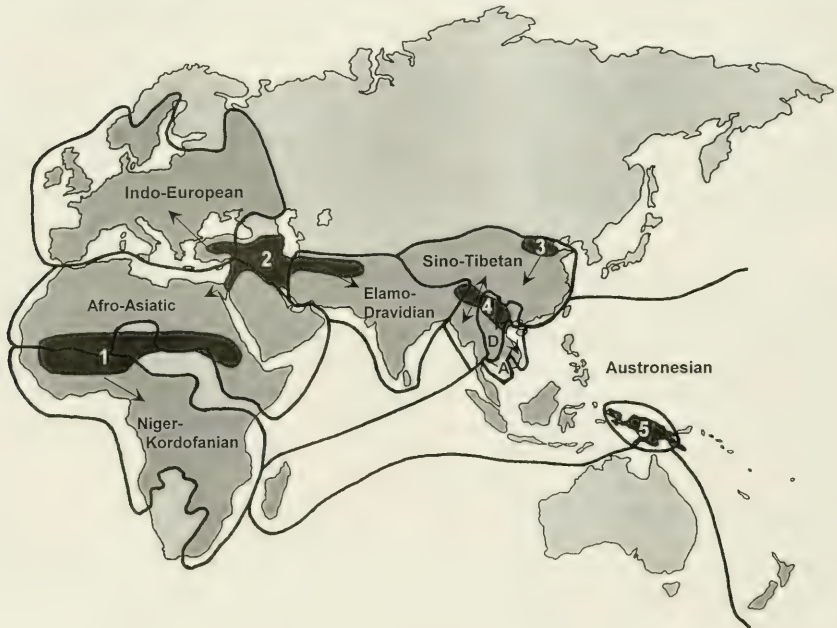 Indo-European
3
Sino-Tibetan
2
Elamo-
Dravidian
Afro-Asiatic
4
D
A
1
Austronesian
Niger-
Kordofanian
5